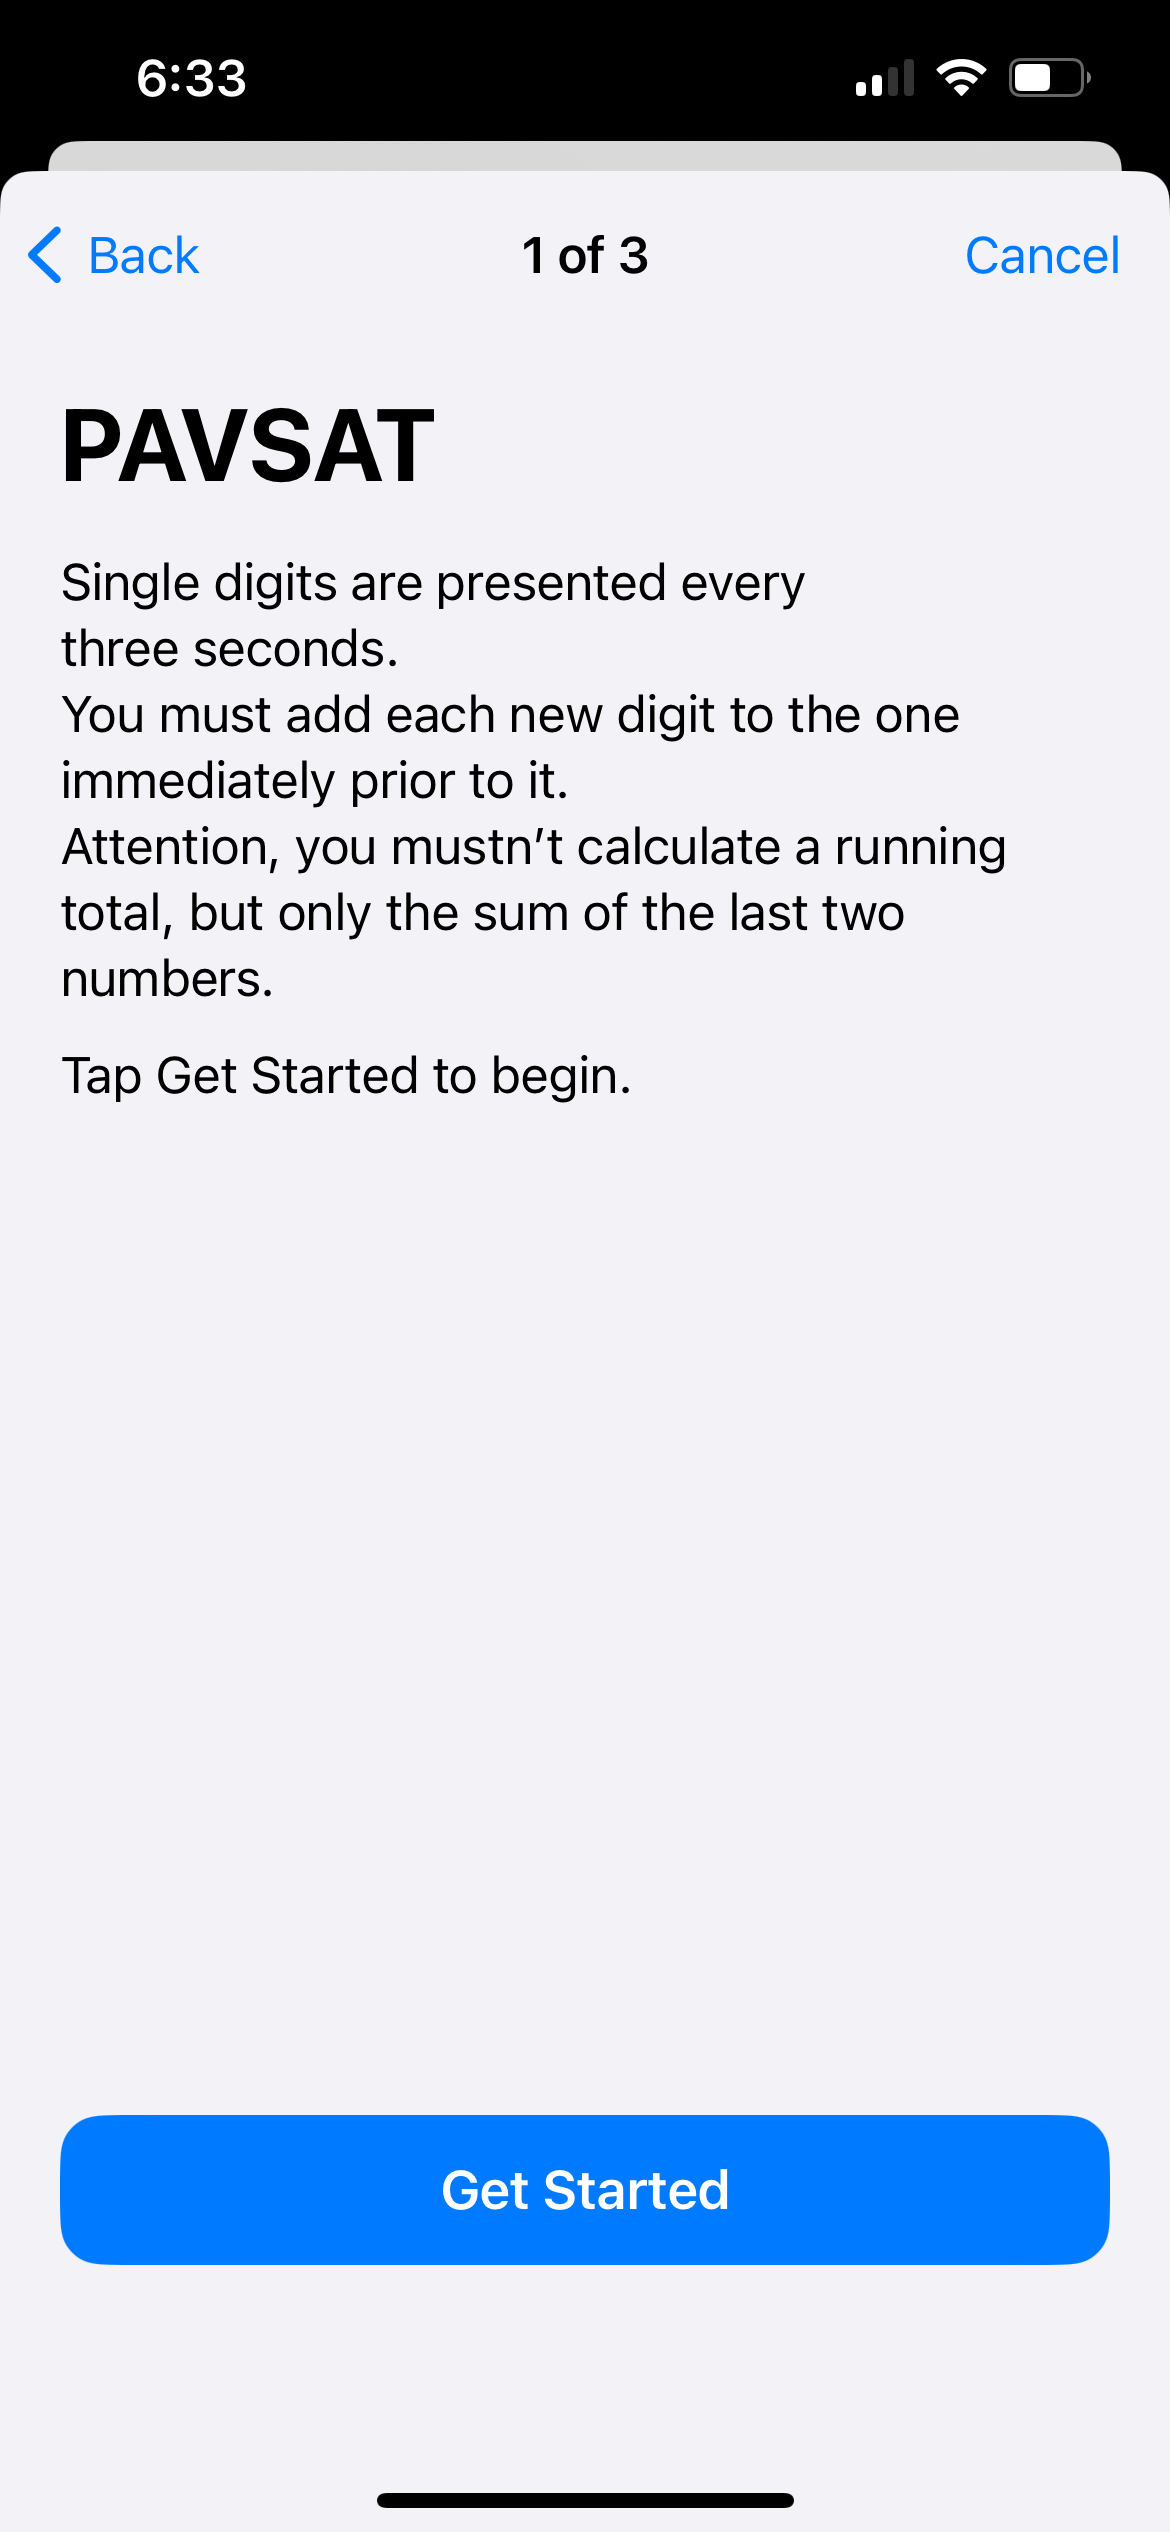 6:33
Back
1 of 3
Cancel
PAVSAT
Single digits are presented every
three seconds.
You must add each new digit to the one
immediately prior to it.
Attention, you mustn’t calculate a running
total, but only the sum of the last two
numbers.
Tap Get Started to begin.
Get Started